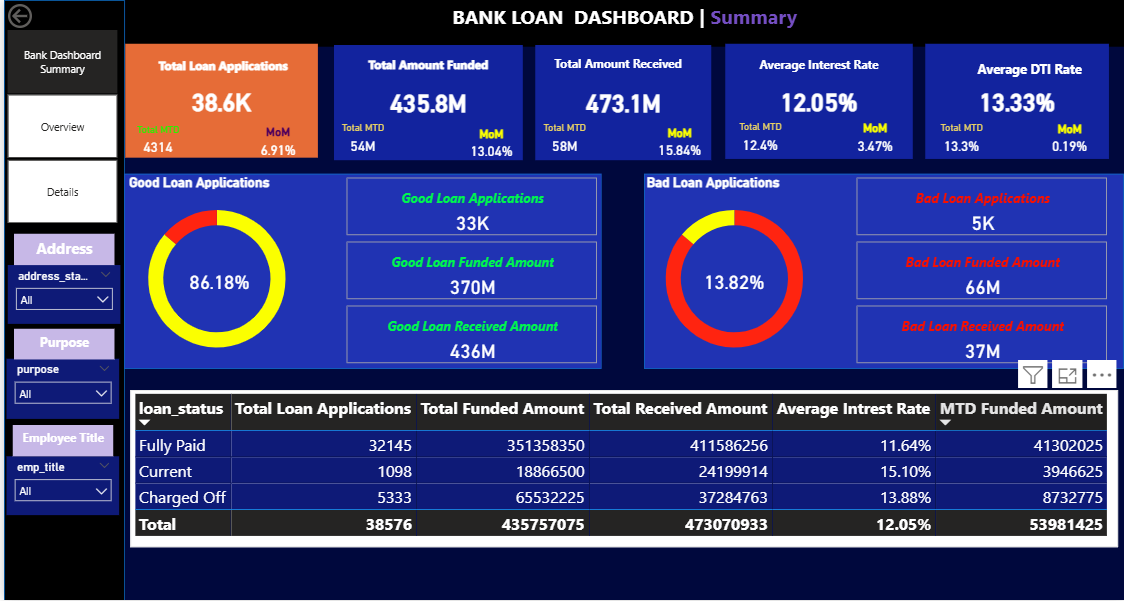 BANK LOAN DASHBOARD | Summary
Bank Dashboard
Summary
Overview
Details
Address
address_sta...
All
Purpose
purpose
All
Employee Title
emp_title
All
Total Loan Applications
38.6K
Total MTD
4314
MoM
6.91%
Total Amount Funded
435.8M
Total MTD
54M
MoM
13.04%
Total Amount Received
473.1M
Total MTD
58M
MoM
15.84%
Average Interest Rate
12.05%
Total MTD
12.4%
MoM
3.47%
Average DTI Rate
13.33%
Total MTD
13.3%
MoM
0.19%
Good Loan Applications
86.18%
Good Loan Applications
33K
Good Loan Funded Amount
370M
Good Loan Received Amount
436M
Bad Loan Applications
13.82%
Bad Loan Applications
5K
Bad Loan Funded Amount
66M
Bad Loan Received Amount
37M
loan_status Total Loan Applications Total Funded Amount Total Received Amount Average Intrest Rate MTD Funded Amount
Fully Paid 32145 351358350 411586256 11.64% 41302025
Current 1098 18866500 24199914 15.10% 3946625
Charged Off 5333 65532225 37284763 13.88% 8732775
Total 38576 435757075 473070933 12.05% 53981425